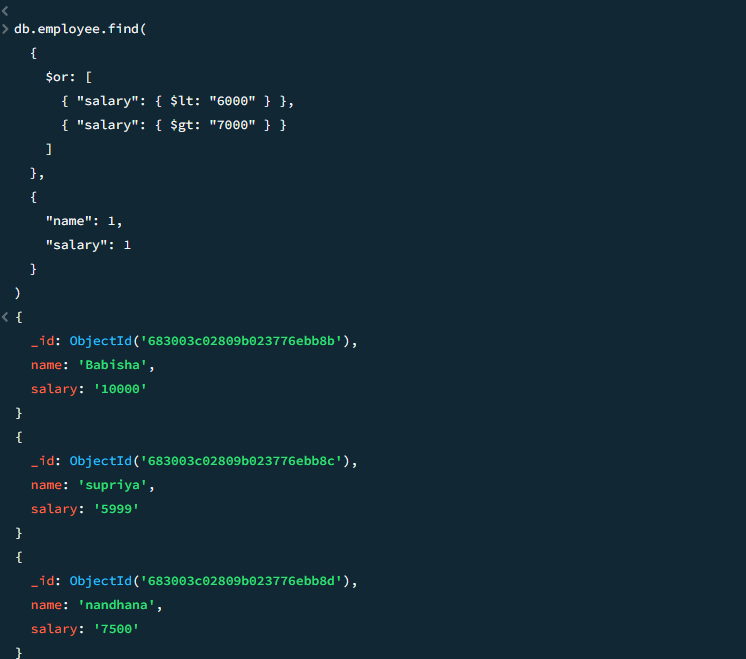 db.employee.find(
  {
    $or: [
      { "salary": { $lt: "6000" } },
      { "salary": { $gt: "7000" } }
    ]
  },
  {
    "name": 1,
    "salary": 1
  }
)
{
  _id: ObjectId('683003c02809b023776ebb8b'),
  name: 'Babisha',
  salary: '10000'
}
{
  _id: ObjectId('683003c02809b023776ebb8c'),
  name: 'supriya',
  salary: '5999'
}
{
  _id: ObjectId('683003c02809b023776ebb8d'),
  name: 'nandhana',
  salary: '7500'
}